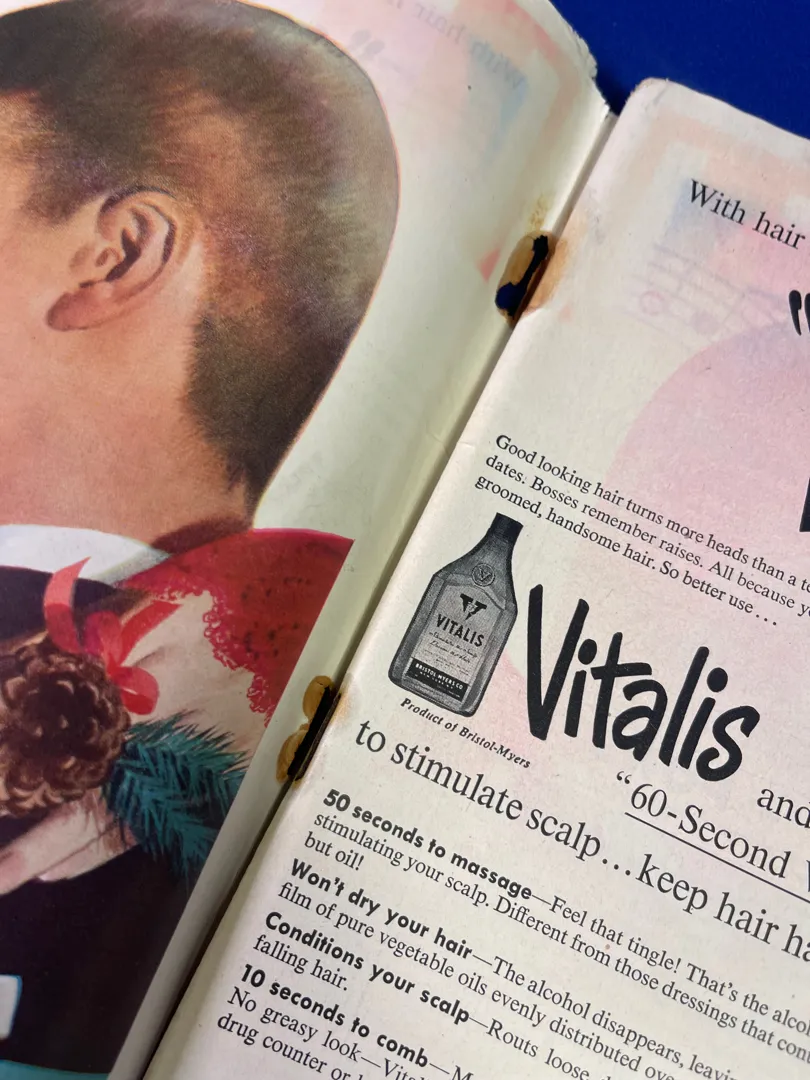 With hair
Good looking hair turns more heads than a
dates. Bosses remember raises. All because
groomed, handsome hair. So better use...
VITALIS
BRISTOL-MYERS CO
Product of Bristol-Myers
Vitalis and
"60-Second
to stimulate scalp...keep hair
50 seconds to massage—Feel that tingle! That's the
stimulating your scalp. Different from those dressings that
but oil!
Won't dry your hair—The alcohol disappears,
film of pure vegetable oils evenly distributed
Conditions your scalp—Routs loose,
falling hair.
10 seconds to comb—
No greasy look—
drug counter or